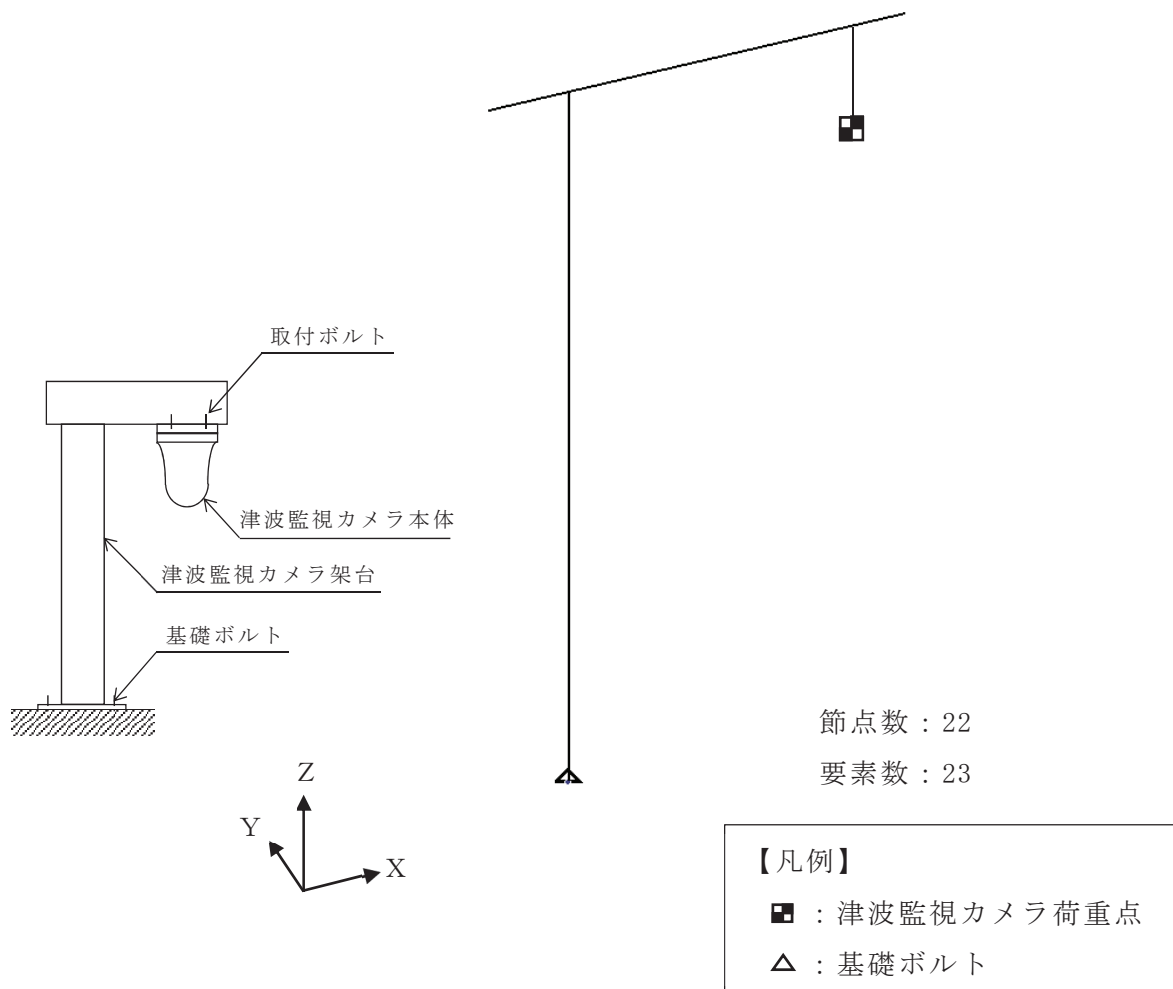 取付ボルト
津波監視カメラ本体
津波監視カメラ架台
基礎ボルト
Z
Y
X
節点数：22
要素数：23
【凡例】
：津波監視カメラ荷重点
：基礎ボルト